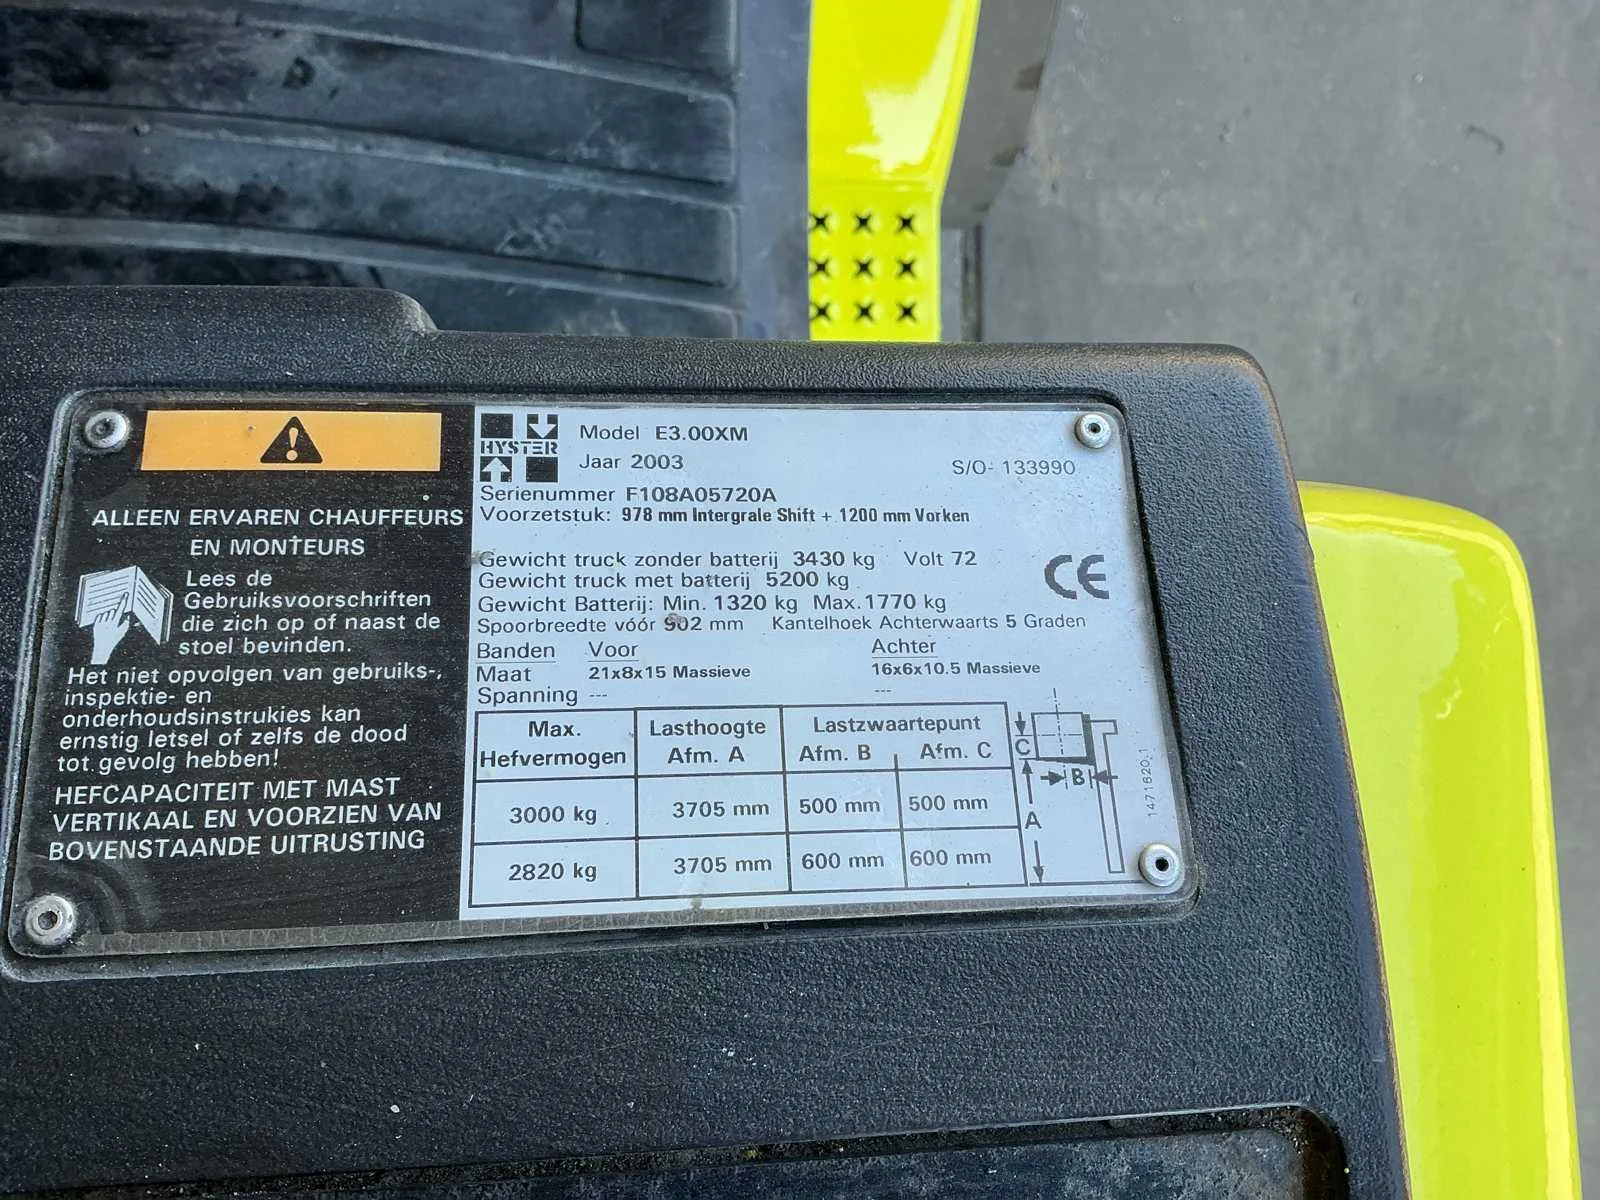 ALLEEN ERVAREN CHAUFFEURS
EN MONTEURS
Lees de
Gebruiksvoorschriften
die zich op of naast de
stoel bevinden.
Het niet opvolgen van gebruiks-,
inspektie- en
onderhoudsinstrukies kan
ernstig letsel of zelfs de dood
tot gevolg hebben!
HEFCAPACITEIT MET MAST
VERTIKAAL EN VOORZIEN VAN
BOVENSTAANDE UITRUSTING
HYSTER
Model E3.00XM
Jaar 2003 S/O- 133990
Serienummer F108A05720A
Voorzetstuk: 978 mm Intergrale Shift + 1200 mm Vorken
Gewicht truck zonder batterij 3430 kg Volt 72
Gewicht truck met batterij 5200 kg
CE
Gewicht Batterij: Min. 1320 kg Max. 1770 kg
Spoorbreedte vóór 902 mm Kantelhoek Achterwaarts 5 Graden
Banden Voor Achter
Maat 21x8x15 Massieve 16x6x10.5 Massieve
Spanning --- ---
Max. Hefvermogen Lasthoogte Afm. A Lastzwaartepunt Afm. B Afm. C
3000 kg 3705 mm 500 mm 500 mm
2820 kg 3705 mm 600 mm 600 mm
C
B
A
1471620.1